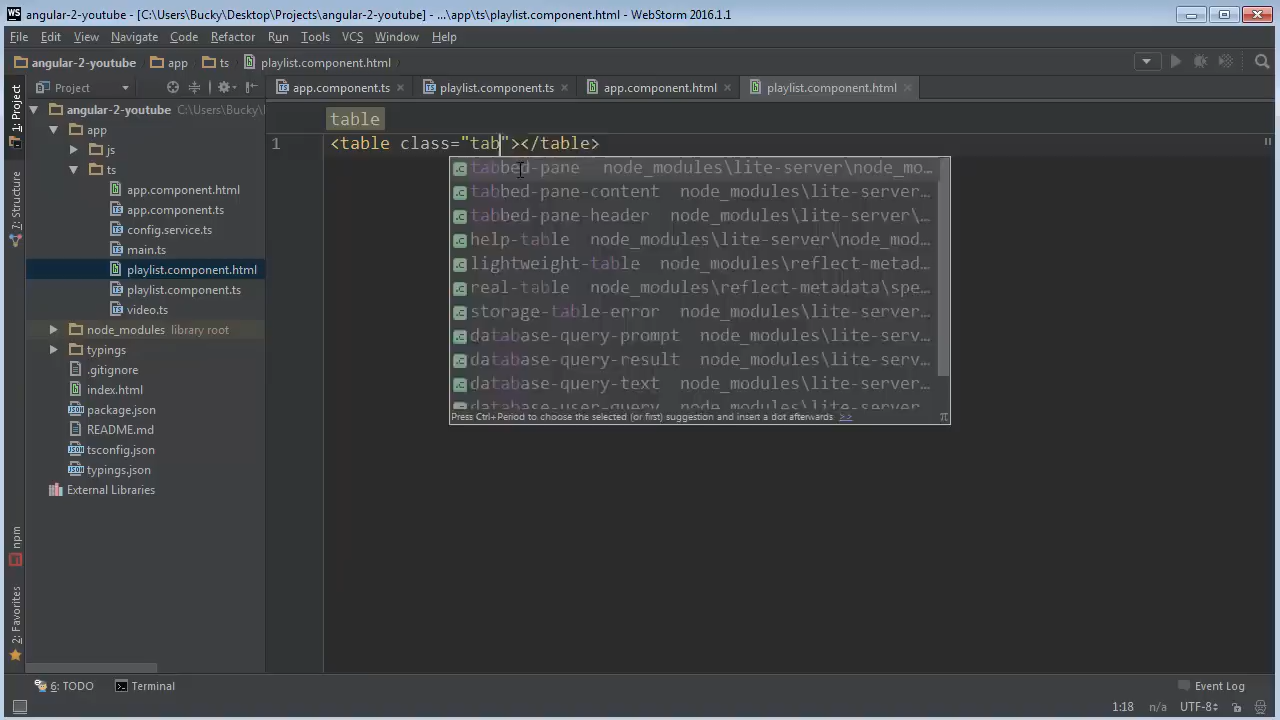 WS angular-2-youtube - [C:\Users\Bucky\Desktop\Projects\angular-2-youtube] - ...\app\ts\playlist.component.html - WebStorm 2016.1.1
File Edit View Navigate Code Refactor Run Tools VCS Window Help
angular-2-youtube app ts playlist.component.html
Project
app.component.ts playlist.component.ts app.component.html playlist.component.html
1: Project
7: Structure
npm
2: Favorites
angular-2-youtube C:\Users\Bucky\
app
js
ts
app.component.html
app.component.ts
config.service.ts
main.ts
playlist.component.html
playlist.component.ts
video.ts
node_modules library root
typings
.gitignore
index.html
package.json
README.md
tsconfig.json
typings.json
External Libraries
table
1 <table class="tab"></table>
tabbed-pane node_modules\lite-server\node_mo...
tabbed-pane-content node_modules\lite-server...
tabbed-pane-header node_modules\lite-server\...
help-table node_modules\lite-server\node_mod...
lightweight-table node_modules\reflect-metad...
real-table node_modules\reflect-metadata\spe...
storage-table-error node_modules\lite-server...
database-query-prompt node_modules\lite-serv...
database-query-result node_modules\lite-serv...
database-query-text node_modules\lite-server...
database-user-query node_modules\lite-server...
Press Ctrl+Period to choose the selected (or first) suggestion and insert a dot afterwards >> π
6: TODO Terminal Event Log
1:18 n/a UTF-8